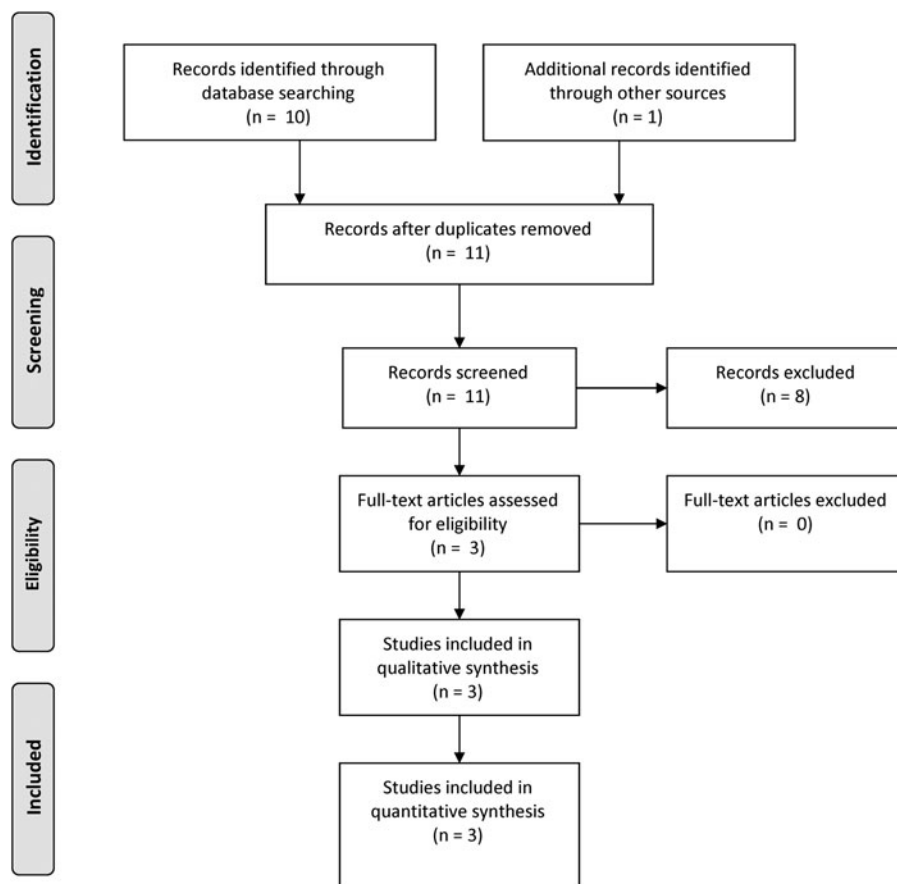 Identification
Records identified through
database searching
(n = 10)
Additional records identified
through other sources
(n = 1)
Records after duplicates removed
(n = 11)
Screening
Records screened
(n = 11)
Records excluded
(n = 8)
Eligibility
Full-text articles assessed
for eligibility
(n = 3)
Full-text articles excluded
(n = 0)
Studies included in
qualitative synthesis
(n = 3)
Included
Studies included in
quantitative synthesis
(n = 3)